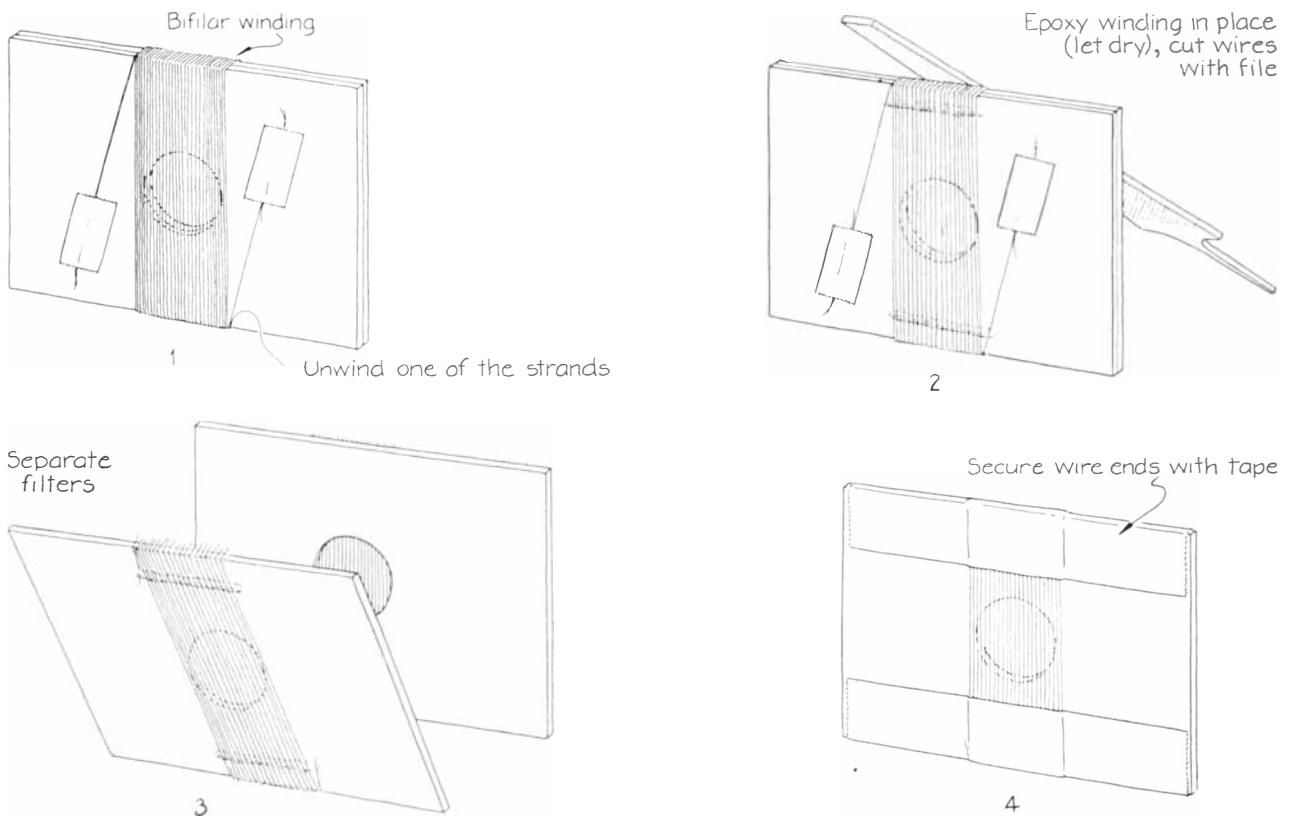 Bifilar winding
Unwind one of the strands
1
Epoxy winding in place
(let dry), cut wires
with file
2
Separate
filters
3
Secure wire ends with tape
4